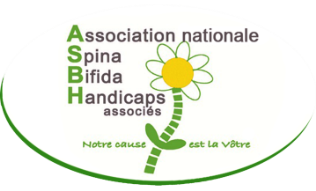 Association nationale
Spina
Bifida
Handicaps
associés
Notre cause est la Vôtre